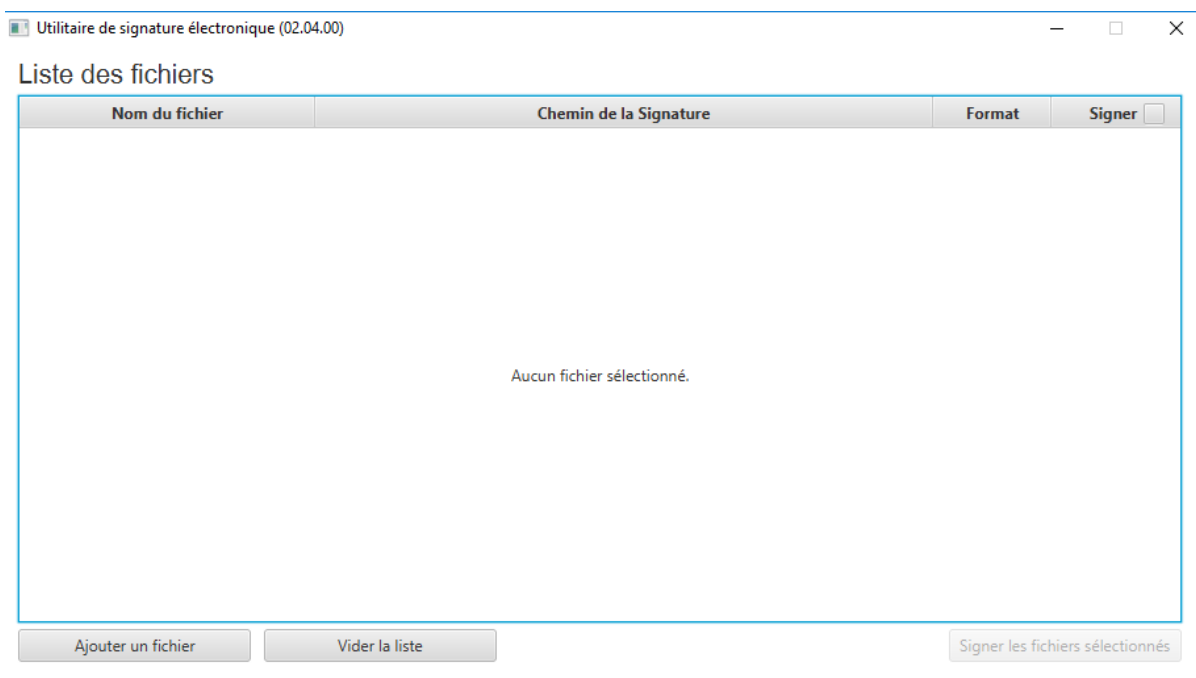 Utilitaire de signature électronique (02.04.00)
Liste des fichiers
Nom du fichier Chemin de la Signature Format Signer
Aucun fichier sélectionné.
Ajouter un fichier Vider la liste Signer les fichiers sélectionnés